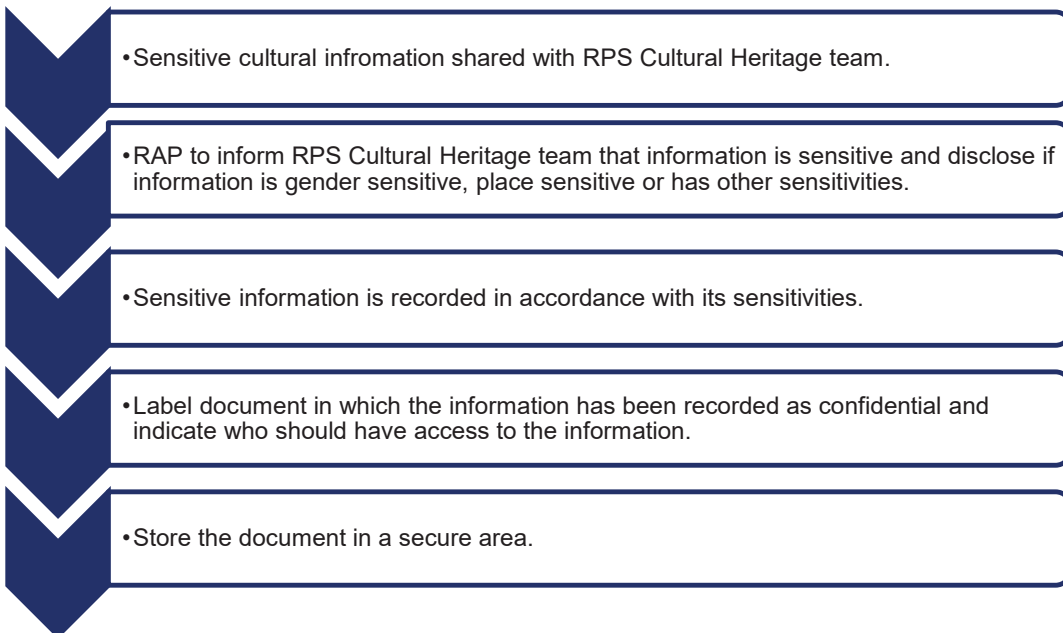 •Sensitive cultural infromation shared with RPS Cultural Heritage team.
•RAP to inform RPS Cultural Heritage team that information is sensitive and disclose if
information is gender sensitive, place sensitive or has other sensitivities.
•Sensitive information is recorded in accordance with its sensitivities.
•Label document in which the information has been recorded as confidential and
indicate who should have access to the information.
•Store the document in a secure area.